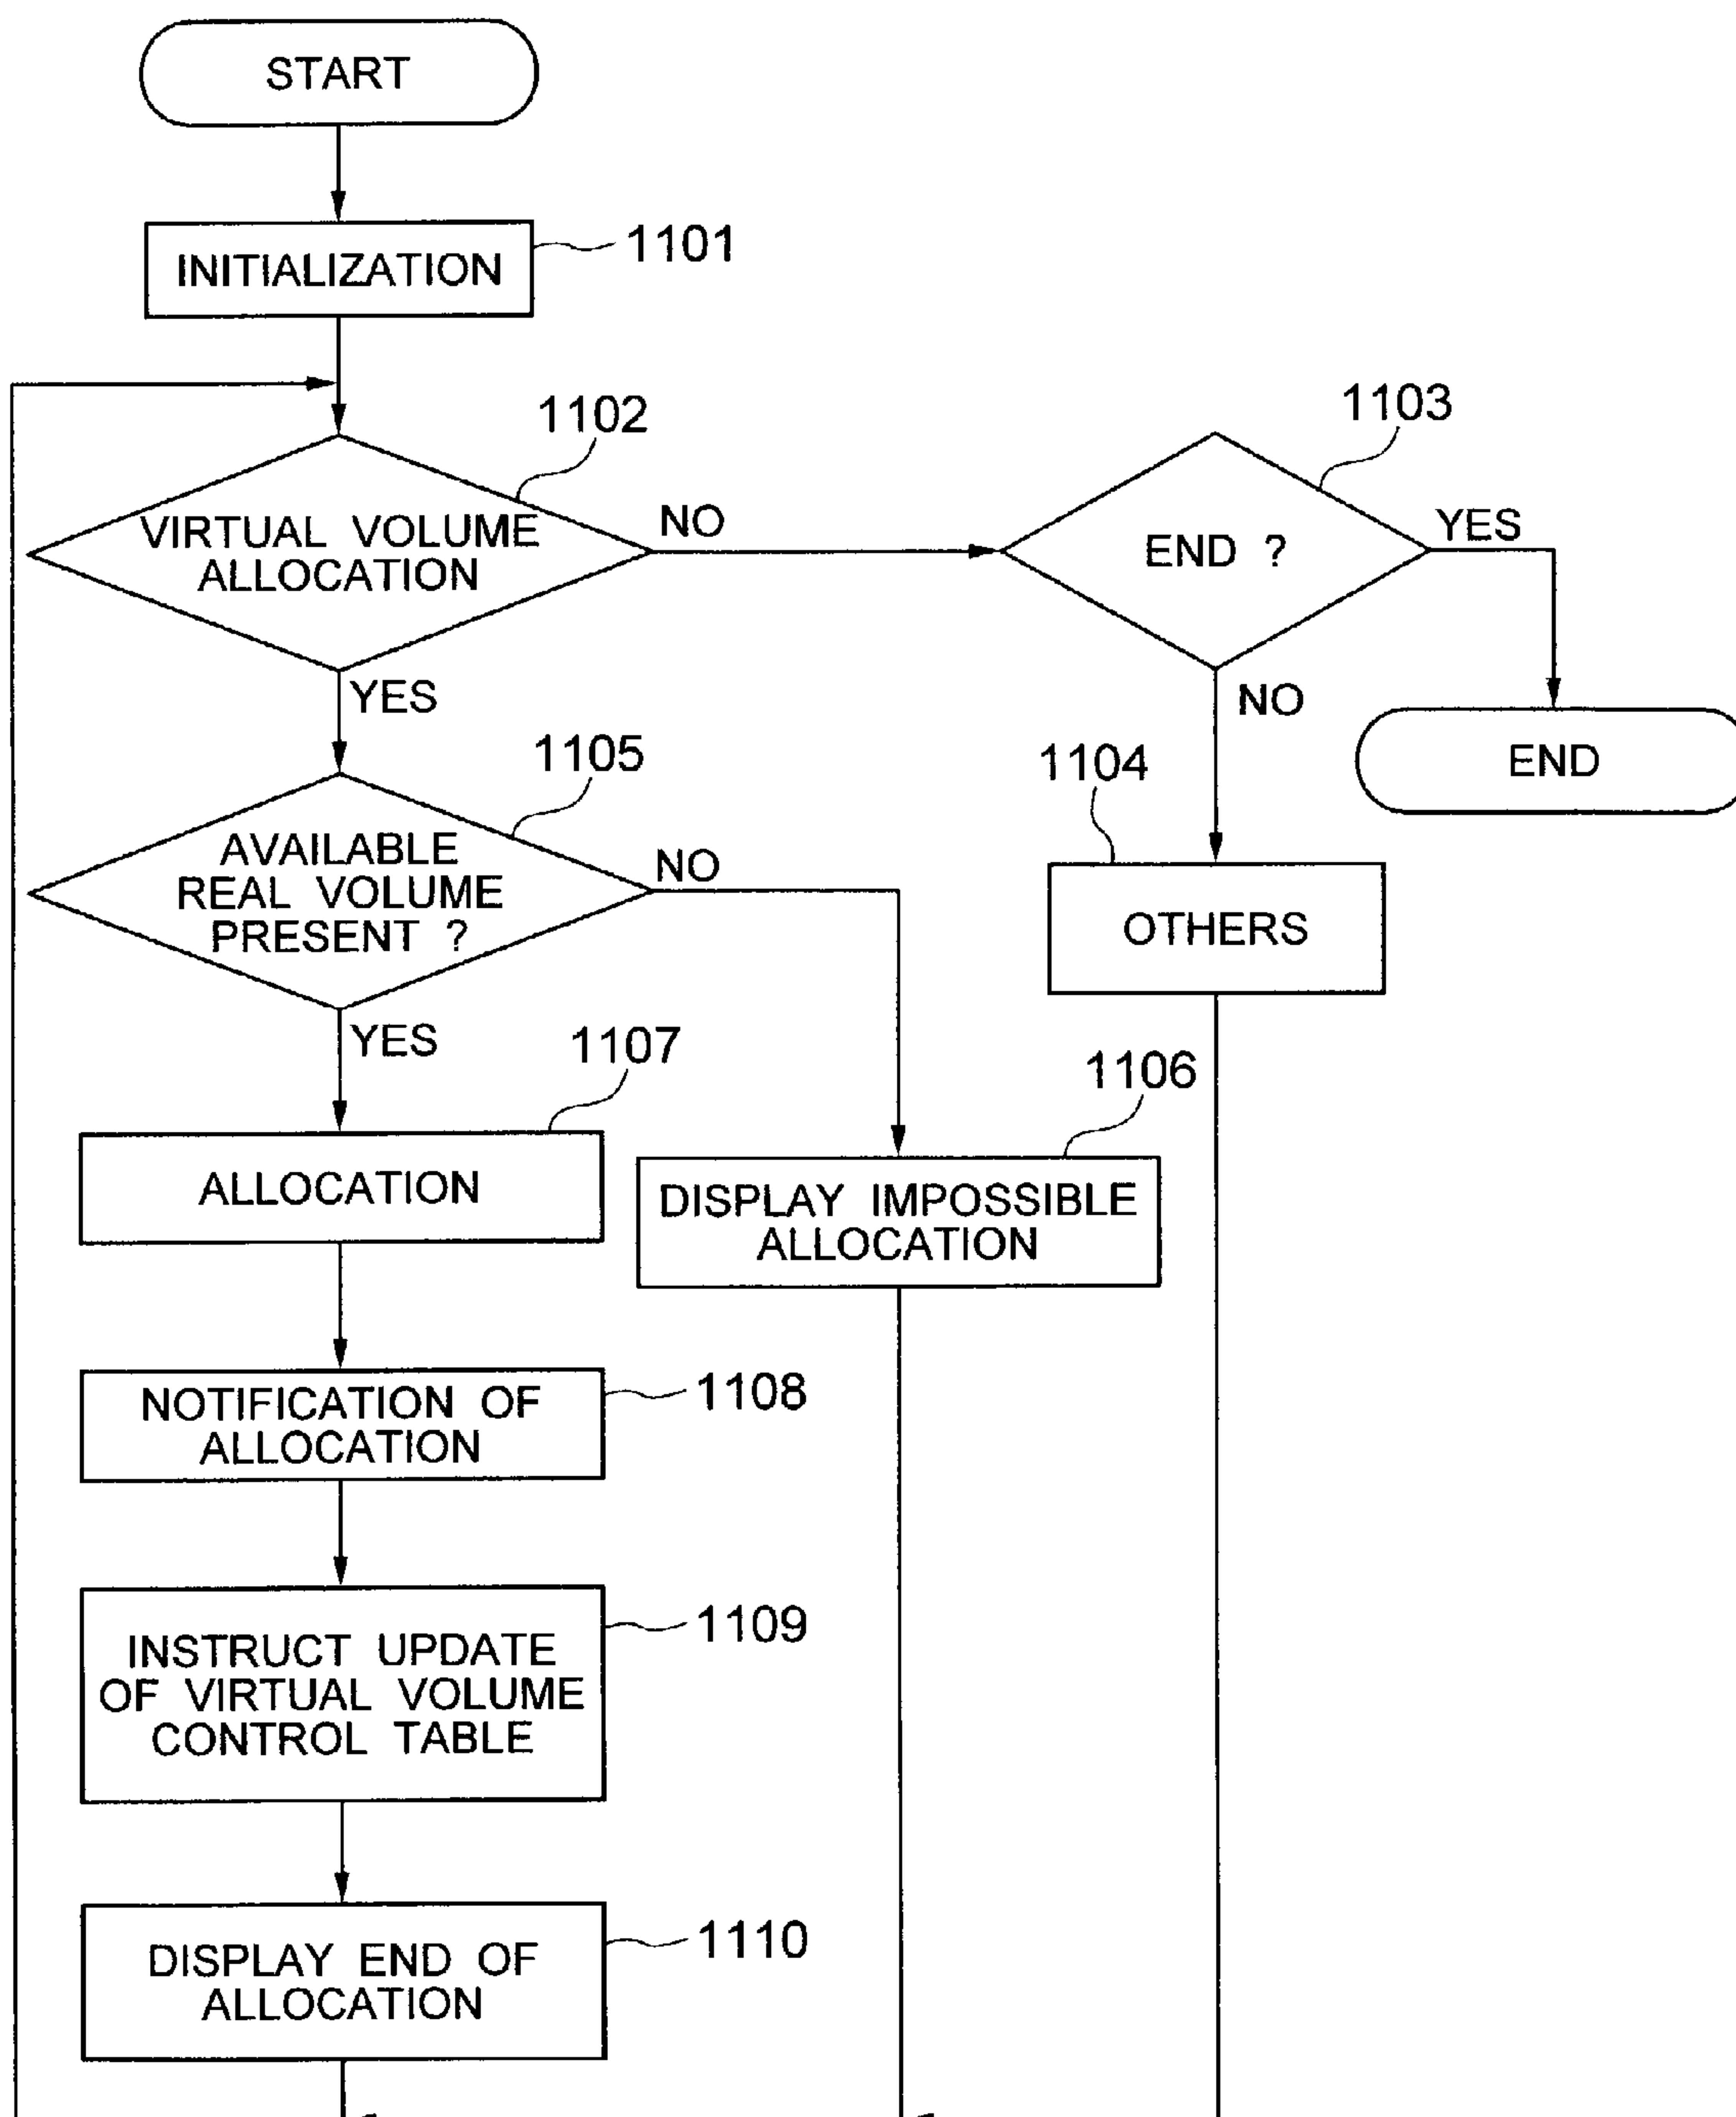 START
INITIALIZATION
1101
1102
VIRTUAL VOLUME
ALLOCATION
NO
YES
1103
END ?
YES
NO
END
1104
OTHERS
1105
AVAILABLE
REAL VOLUME
PRESENT ?
NO
YES
1106
DISPLAY IMPOSSIBLE
ALLOCATION
1107
ALLOCATION
1108
NOTIFICATION OF
ALLOCATION
1109
INSTRUCT UPDATE
OF VIRTUAL VOLUME
CONTROL TABLE
1110
DISPLAY END OF
ALLOCATION